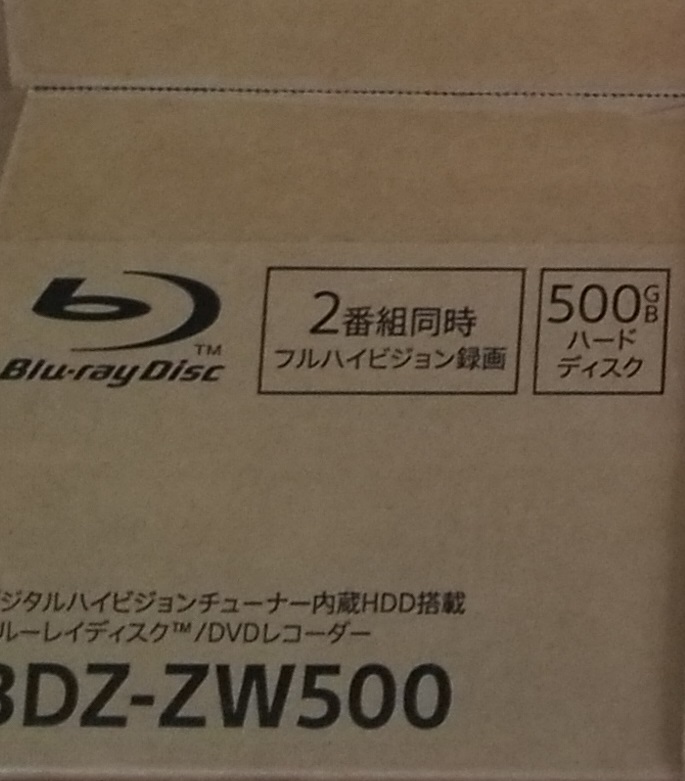 Blu-ray Disc™
2番組同時
フルハイビジョン録画
500GB
ハード
ディスク
ジタルハイビジョンチューナー内蔵HDD搭載
ルーレイディスク™/DVDレコーダー
BDZ-ZW500